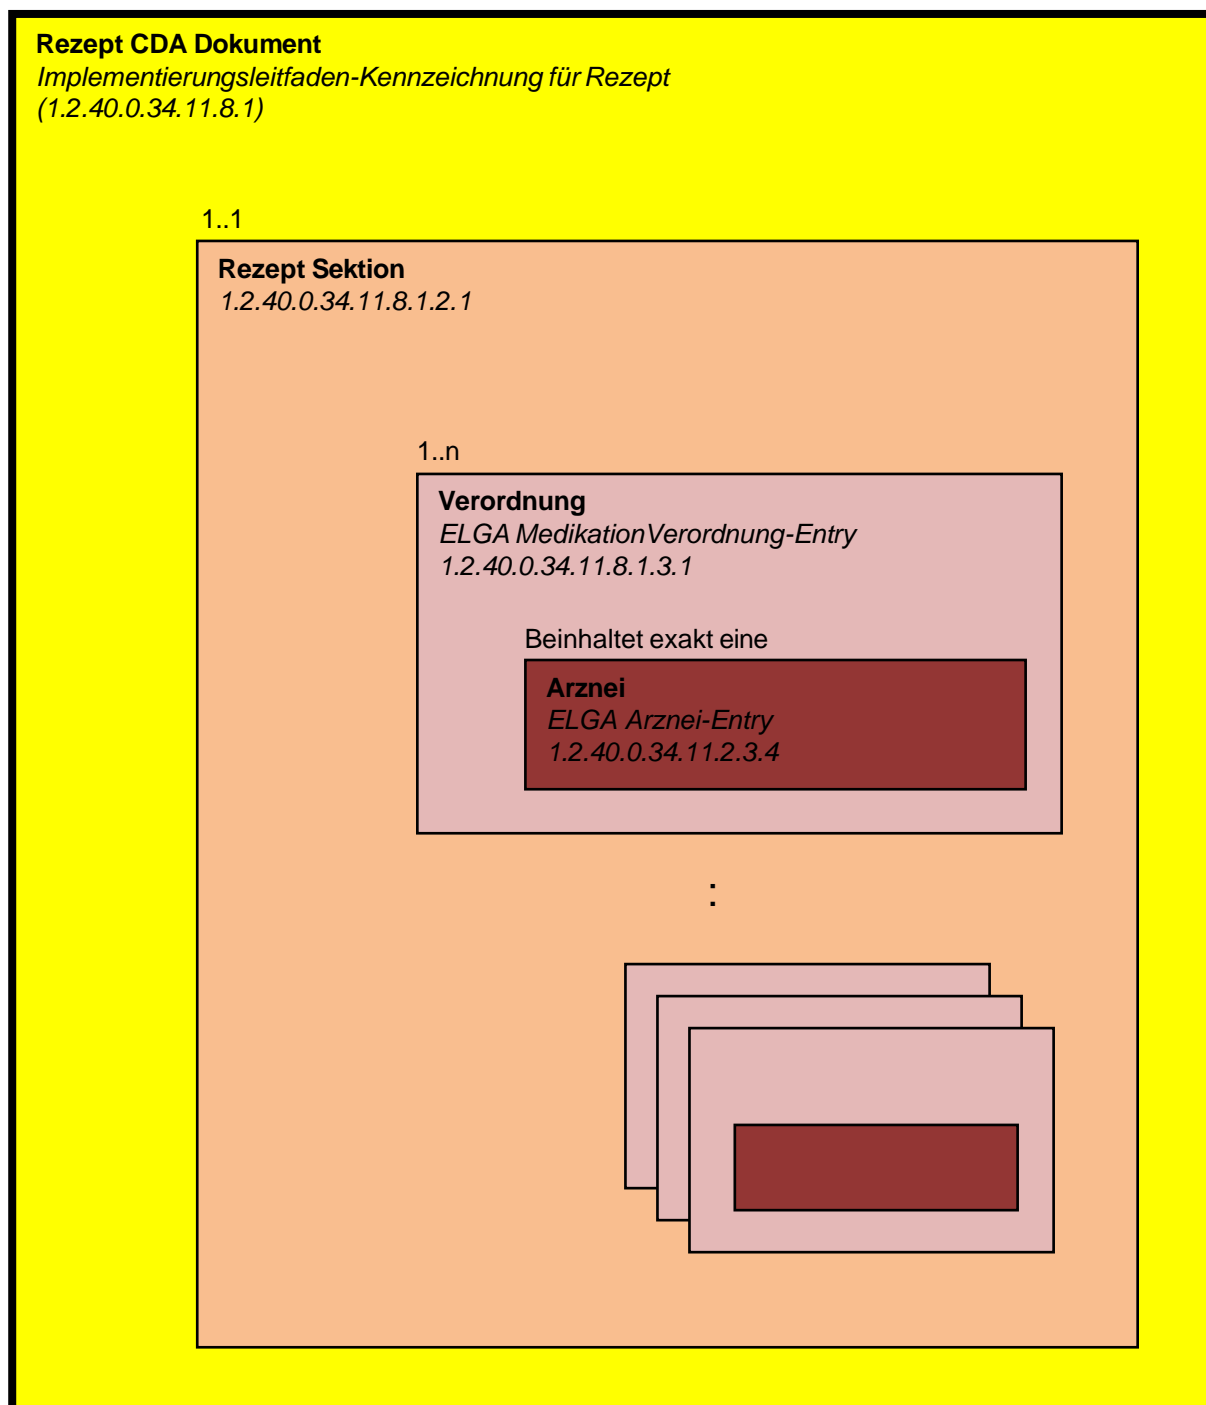 Rezept CDA Dokument
Implementierungsleitfaden-Kennzeichnung für Rezept
(1.2.40.0.34.11.8.1)
1..1
Rezept Sektion
1.2.40.0.34.11.8.1.2.1
1..n
Verordnung
ELGA MedikationVerordnung-Entry
1.2.40.0.34.11.8.1.3.1
Beinhaltet exakt eine
Arznei
ELGA Arznei-Entry
1.2.40.0.34.11.2.3.4
: